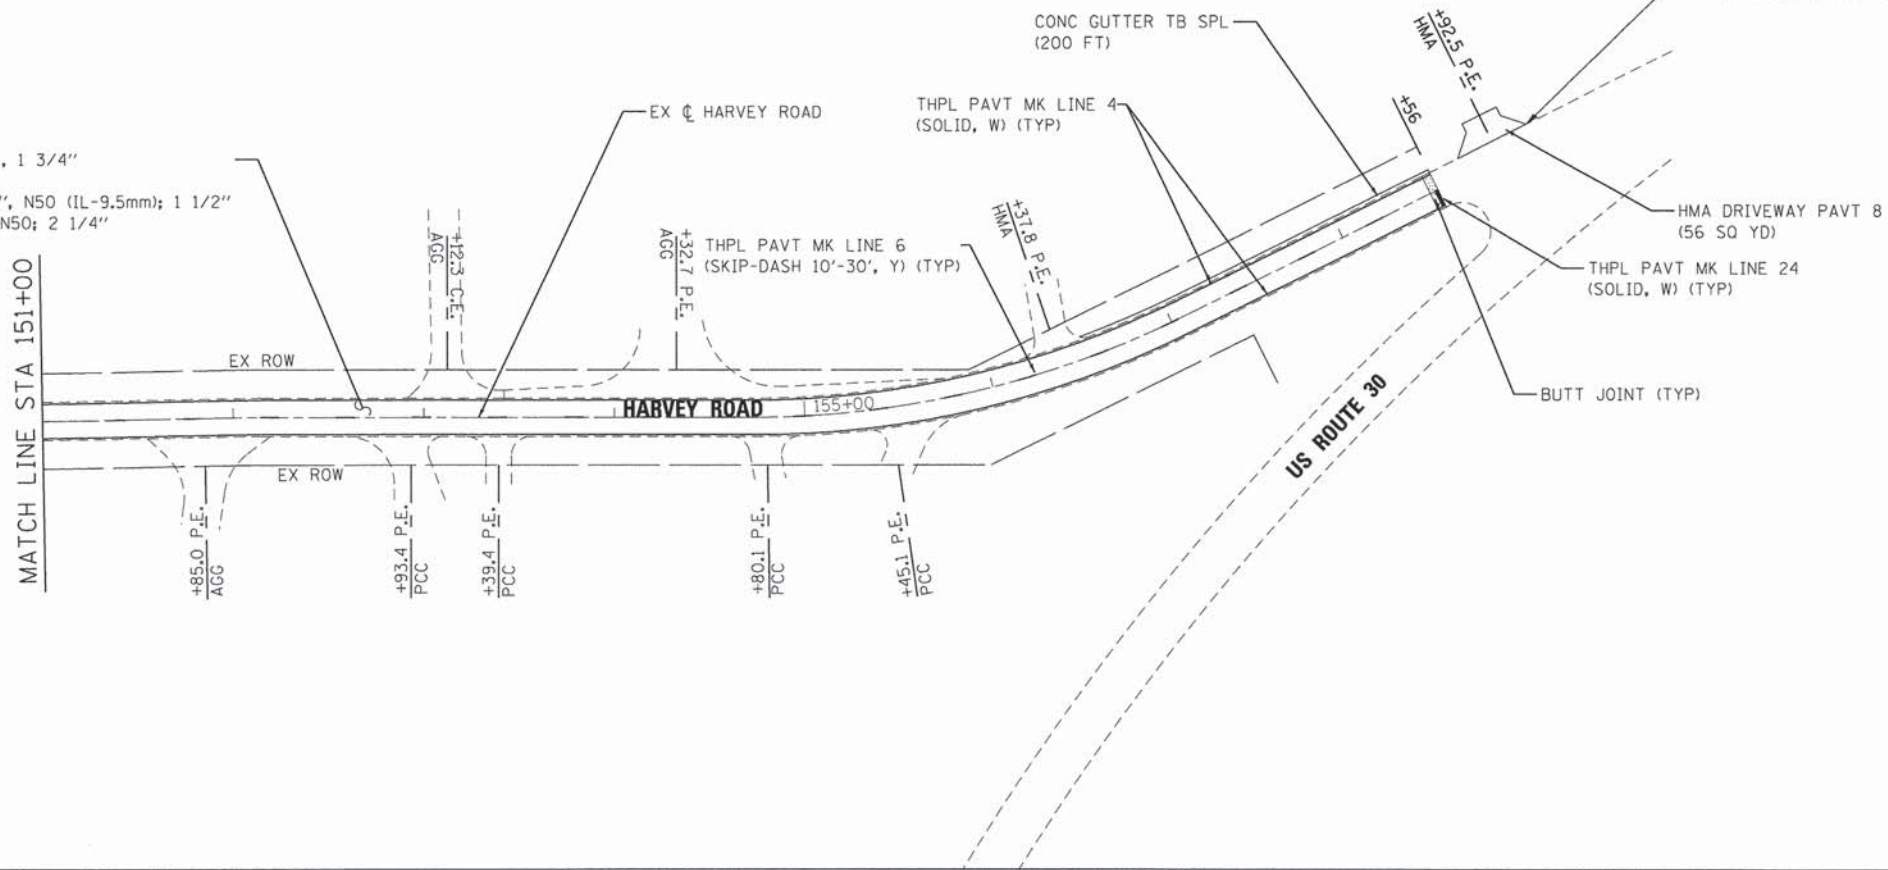 CONC GUTTER TB SPL
(200 FT)
+92.5 P.E.
HMA
THPL PAVT MK LINE 4
(SOLID, W) (TYP)
+56
EX ℄ HARVEY ROAD
, 1 3/4"
", N50 (IL-9.5mm); 1 1/2"
N50; 2 1/4"
HMA DRIVEWAY PAVT 8
(56 SQ YD)
+12.3 C.E.
AGG
+32.7 P.E.
AGG
THPL PAVT MK LINE 6
(SKIP-DASH 10'-30', Y) (TYP)
+37.8 P.E.
HMA
THPL PAVT MK LINE 24
(SOLID, W) (TYP)
MATCH LINE STA 151+00
EX ROW
HARVEY ROAD
155+00
BUTT JOINT (TYP)
US ROUTE 30
EX ROW
+85.0 P.E.
AGG
+93.4 P.E.
PCC
+39.4 P.E.
PCC
+80.1 P.E.
PCC
+45.1 P.E.
PCC